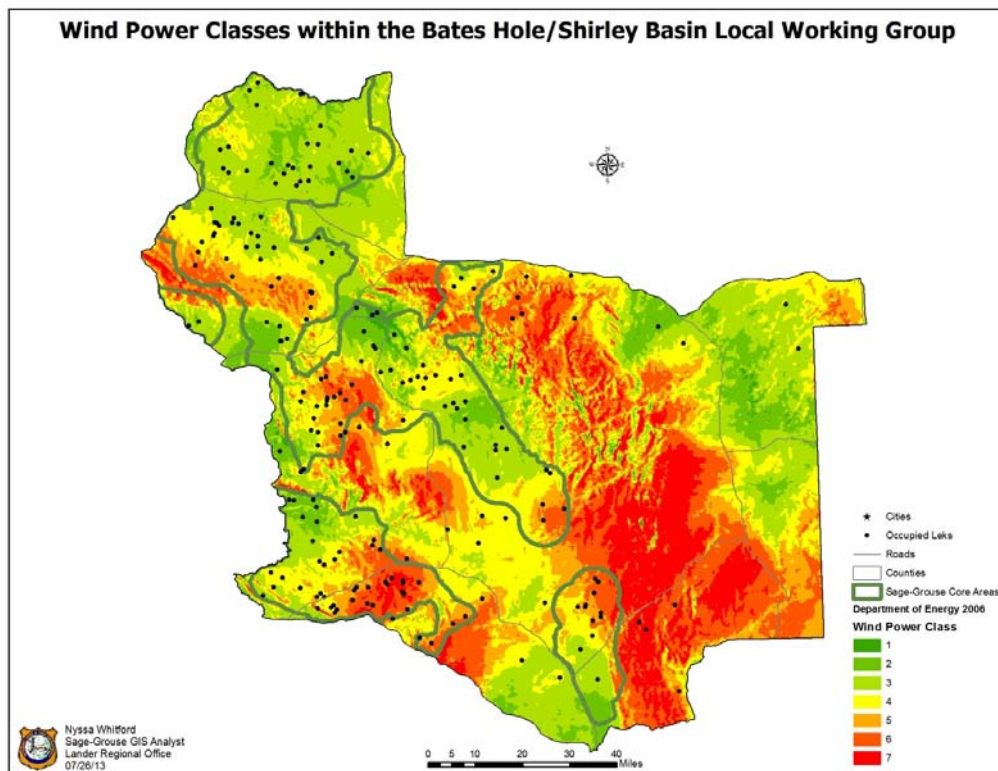 Wind Power Classes within the Bates Hole/Shirley Basin Local Working Group
N
W
E
S
Cities
Occupied Leks
Roads
Counties
Sage-Grouse Core Areas
Department of Energy 2006
Wind Power Class
1
2
3
4
5
6
7
Nyssa Whitford
Sage-Grouse GIS Analyst
Lander Regional Office
07/26/13
0 5 10 20 30 40
Miles